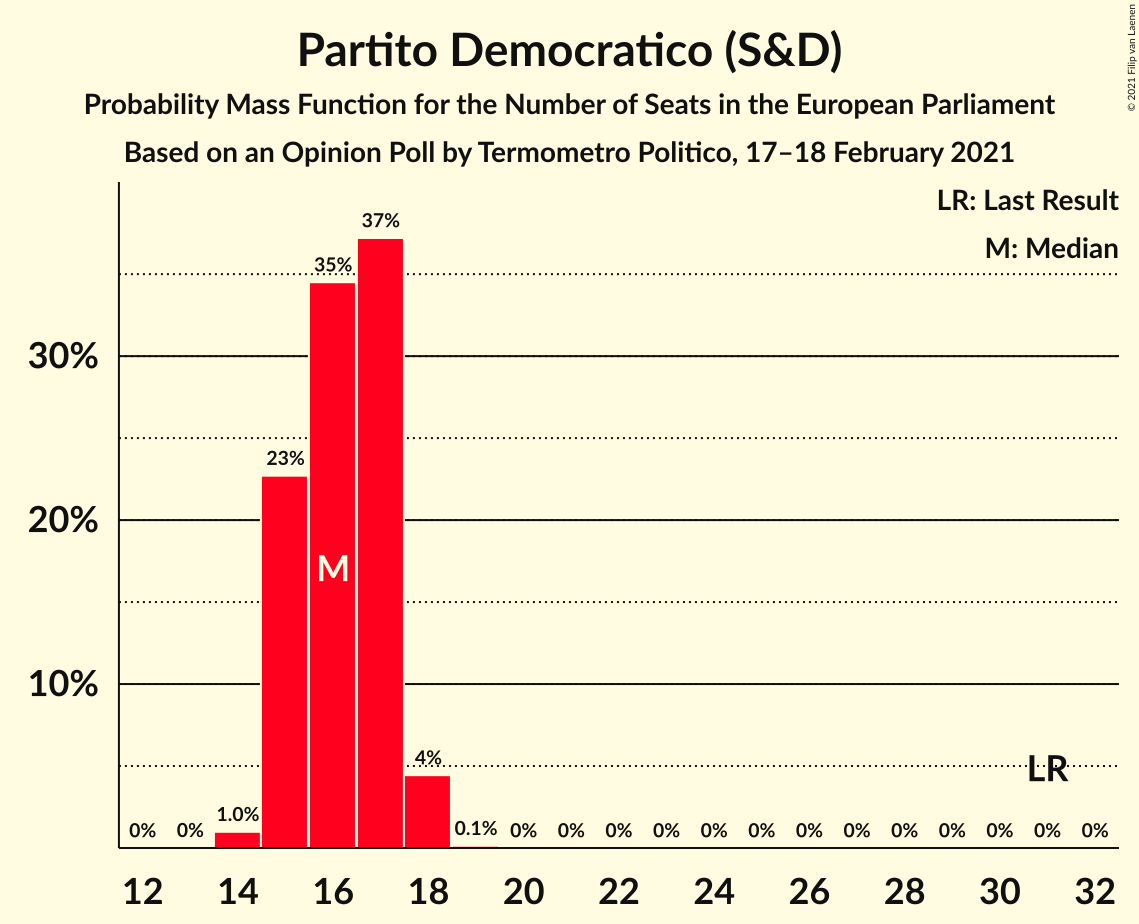 Partito Democratico (S&D)
Probability Mass Function for the Number of Seats in the European Parliament
Based on an Opinion Poll by Termometro Politico, 17–18 February 2021
© 2021 Filip van Laenen
LR: Last Result
M: Median
30%
20%
10%
0% 0% 1.0% 23% 35% 37% 4% 0.1% 0% 0% 0% 0% 0% 0% 0% 0% 0% 0% 0% 0% 0%
M
LR
12 14 16 18 20 22 24 26 28 30 32